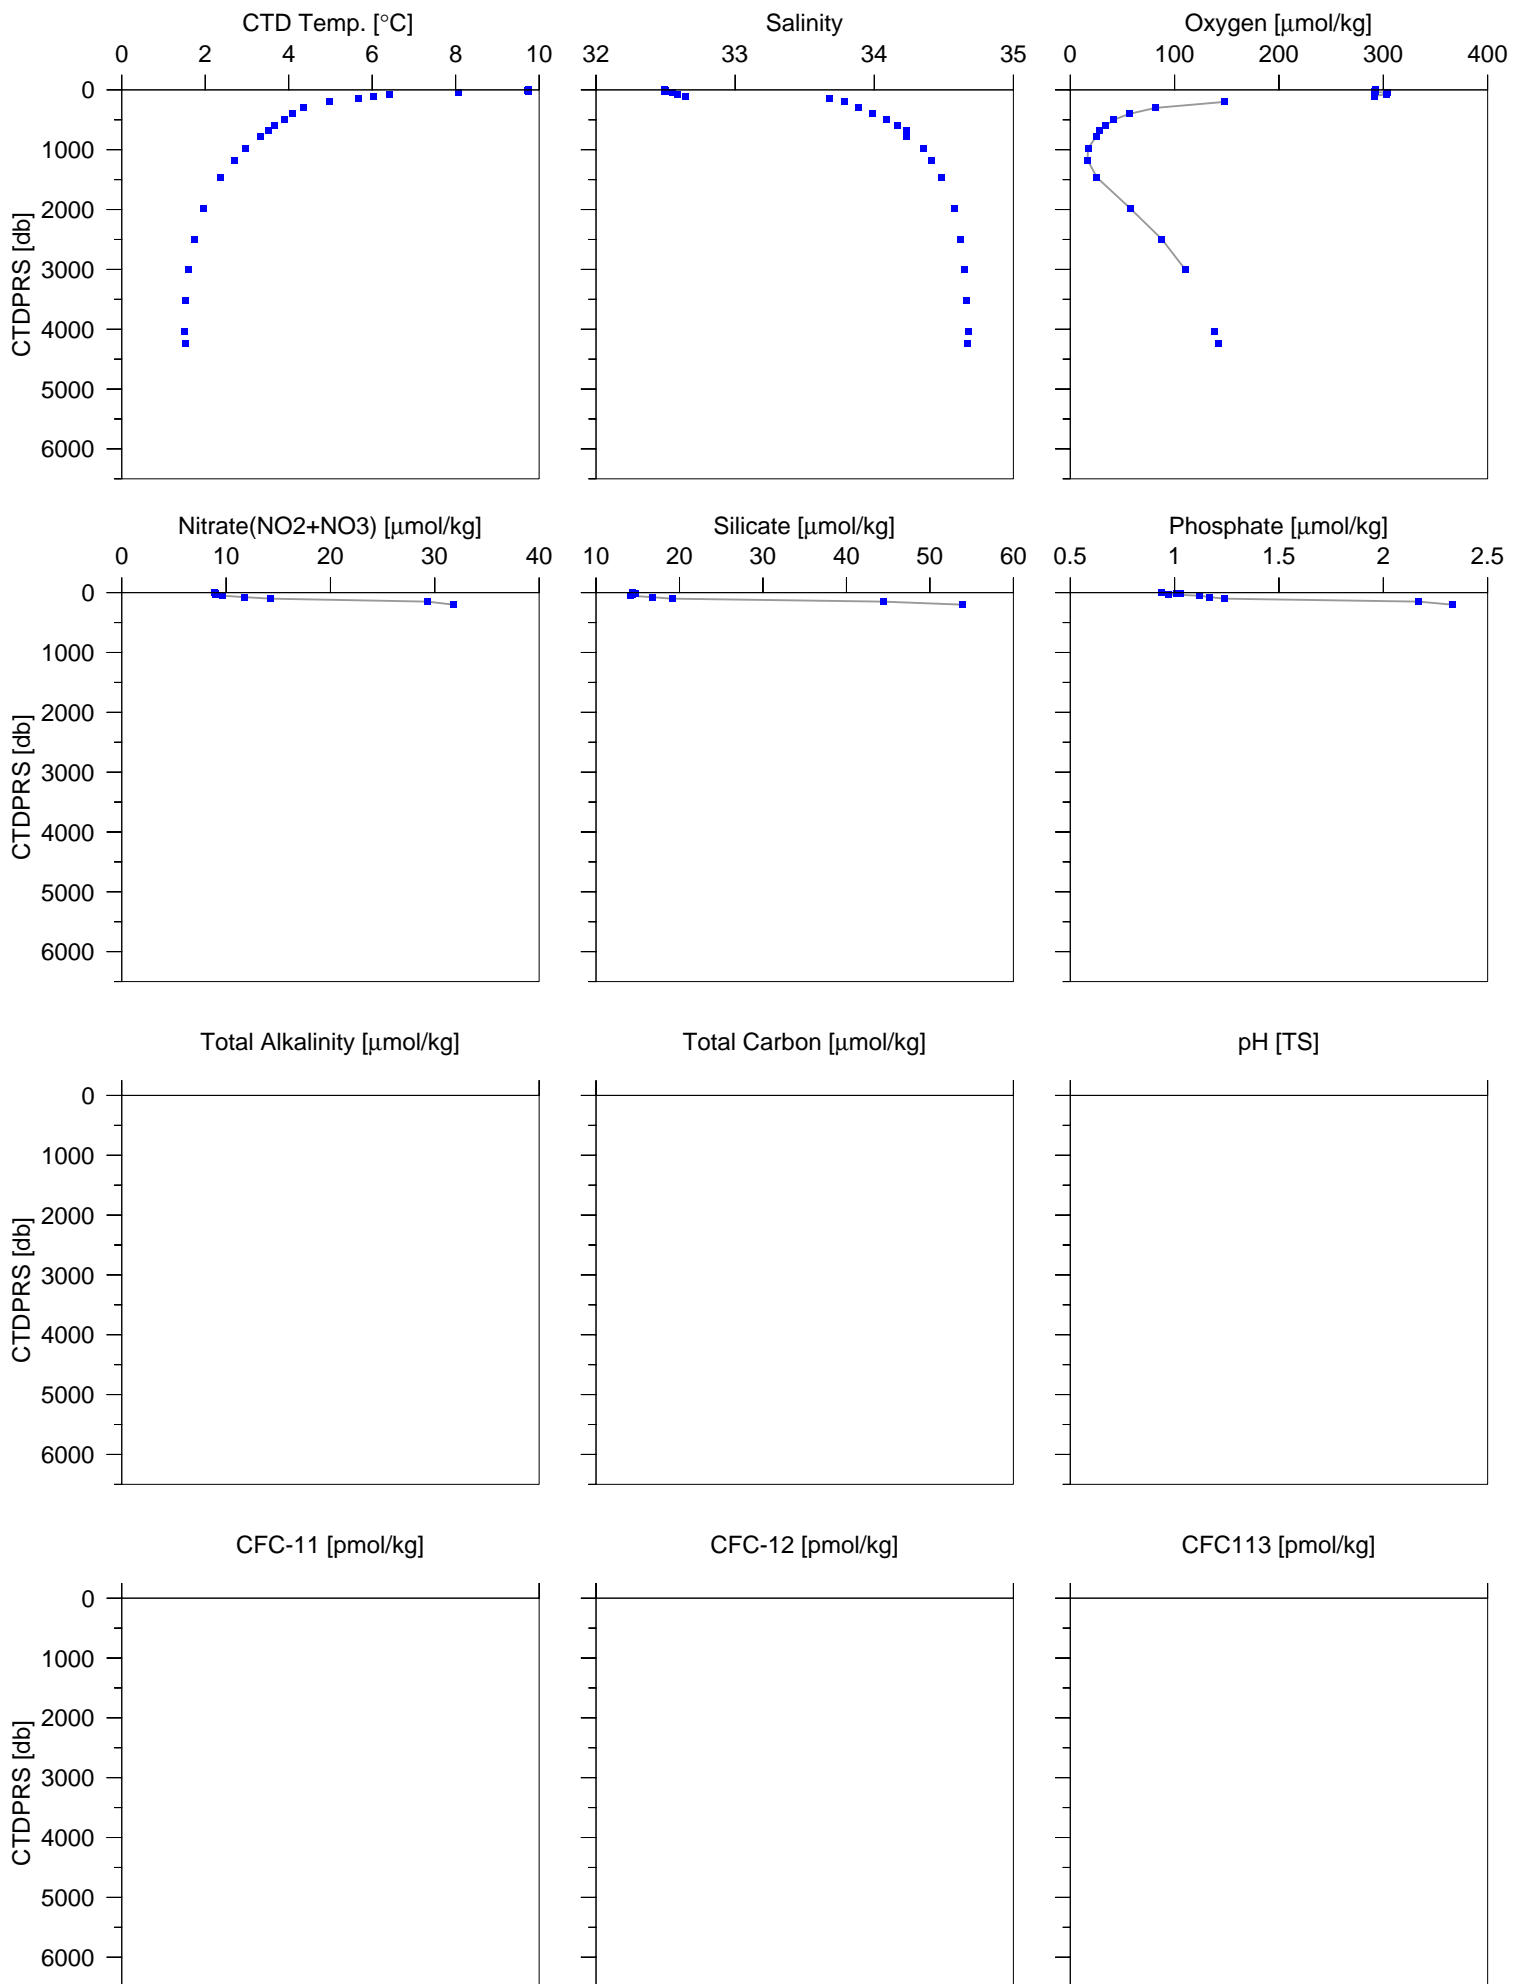 CTD Temp. [°C] Salinity Oxygen [μmol/kg]
0 2 4 6 8 10 32 33 34 35 0 100 200 300 400
0
1000
2000
3000
4000
5000
6000
CTDPRS [db]
Nitrate(NO2+NO3) [μmol/kg] Silicate [μmol/kg] Phosphate [μmol/kg]
0 10 20 30 40 10 20 30 40 50 60 0.5 1 1.5 2 2.5
0
1000
2000
3000
4000
5000
6000
CTDPRS [db]
Total Alkalinity [μmol/kg] Total Carbon [μmol/kg] pH [TS]
0
1000
2000
3000
4000
5000
6000
CTDPRS [db]
CFC-11 [pmol/kg] CFC-12 [pmol/kg] CFC113 [pmol/kg]
0
1000
2000
3000
4000
5000
6000
CTDPRS [db]